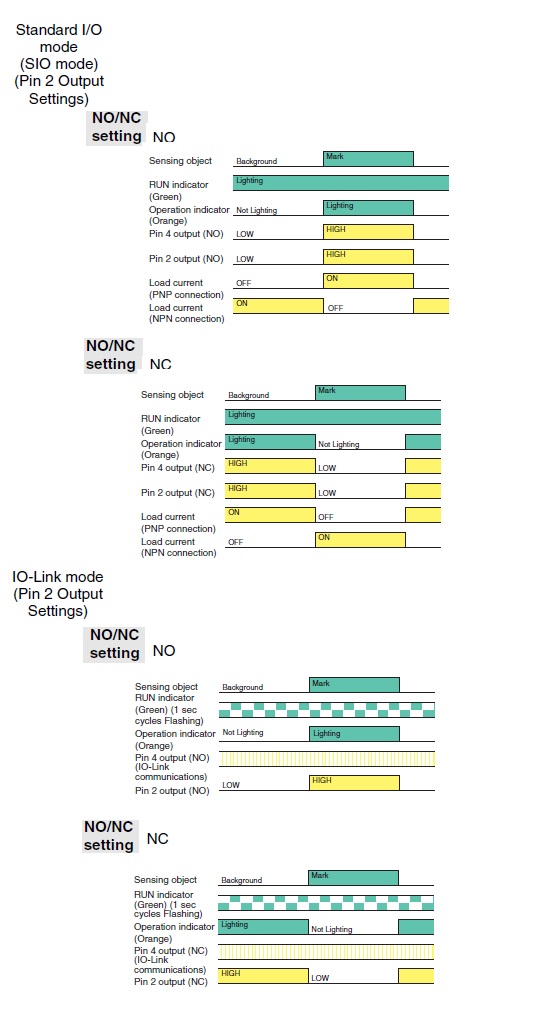 Standard I/O
mode
(SIO mode)
(Pin 2 Output
Settings)
NO/NC
setting NO
Sensing object Background Mark
RUN indicator Lighting
(Green)
Operation indicator Not Lighting Lighting
(Orange)
Pin 4 output (NO) LOW HIGH
Pin 2 output (NO) LOW HIGH
Load current OFF ON
(PNP connection)
Load current ON OFF
(NPN connection)
NO/NC
setting NC
Sensing object Background Mark
RUN indicator Lighting
(Green)
Operation indicator Lighting Not Lighting
(Orange)
Pin 4 output (NC) HIGH LOW
Pin 2 output (NC) HIGH LOW
Load current ON OFF
(PNP connection)
Load current OFF ON
(NPN connection)
IO-Link mode
(Pin 2 Output
Settings)
NO/NC
setting NO
Sensing object Background Mark
RUN indicator
(Green) (1 sec
cycles Flashing)
Operation indicator Not Lighting Lighting
(Orange)
Pin 4 output (NO)
(IO-Link
communications)
Pin 2 output (NO) LOW HIGH
NO/NC
setting NC
Sensing object Background Mark
RUN indicator
(Green) (1 sec
cycles Flashing)
Operation indicator Lighting Not Lighting
(Orange)
Pin 4 output (NC)
(IO-Link
communications)
Pin 2 output (NC) HIGH LOW